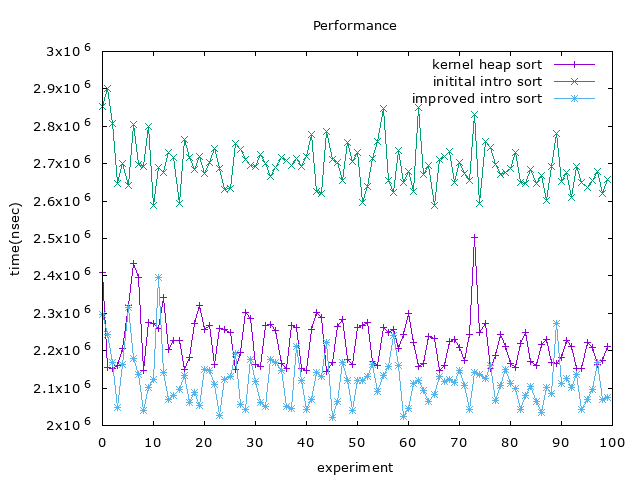 Performance
kernel heap sort
initital intro sort
improved intro sort
3x10 6
2.9x10 6
2.8x10 6
2.7x10 6
2.6x10 6
2.5x10 6
2.4x10 6
2.3x10 6
2.2x10 6
2.1x10 6
2x10 6
time(nsec)
0 10 20 30 40 50 60 70 80 90 100
experiment